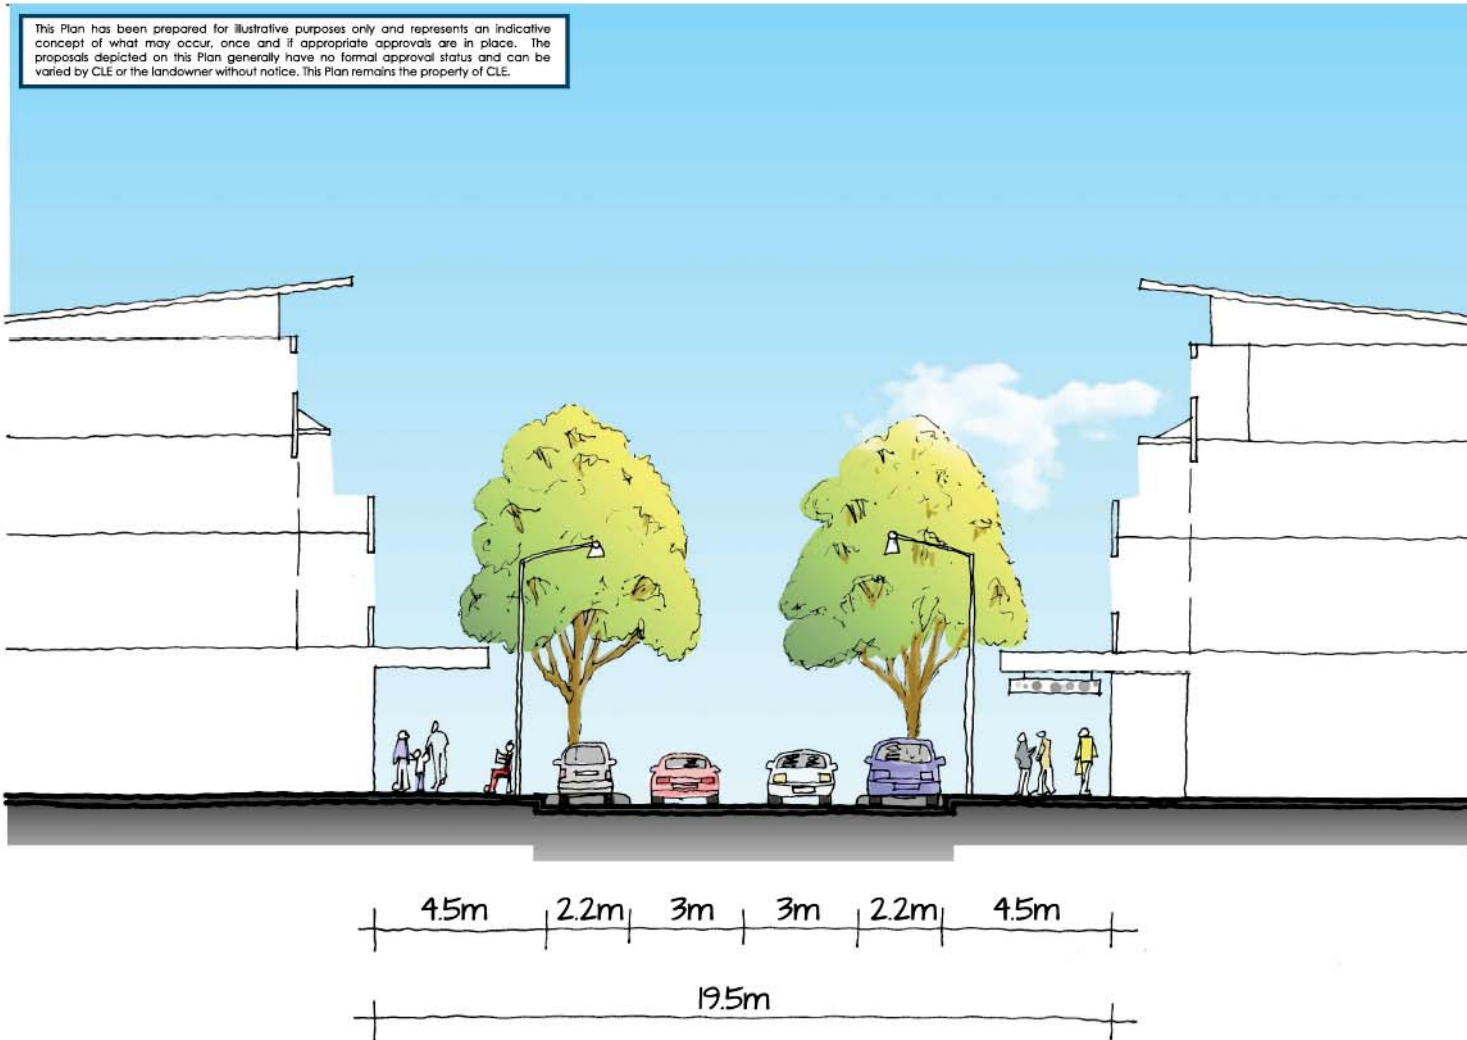 This Plan has been prepared for illustrative purposes only and represents an indicative
concept of what may occur, once and if appropriate approvals are in place. The
proposals depicted on this Plan generally have no formal approval status and can be
varied by CLE or the landowner without notice. This Plan remains the property of CLE.
4.5m 2.2m 3m 3m 2.2m 4.5m
19.5m